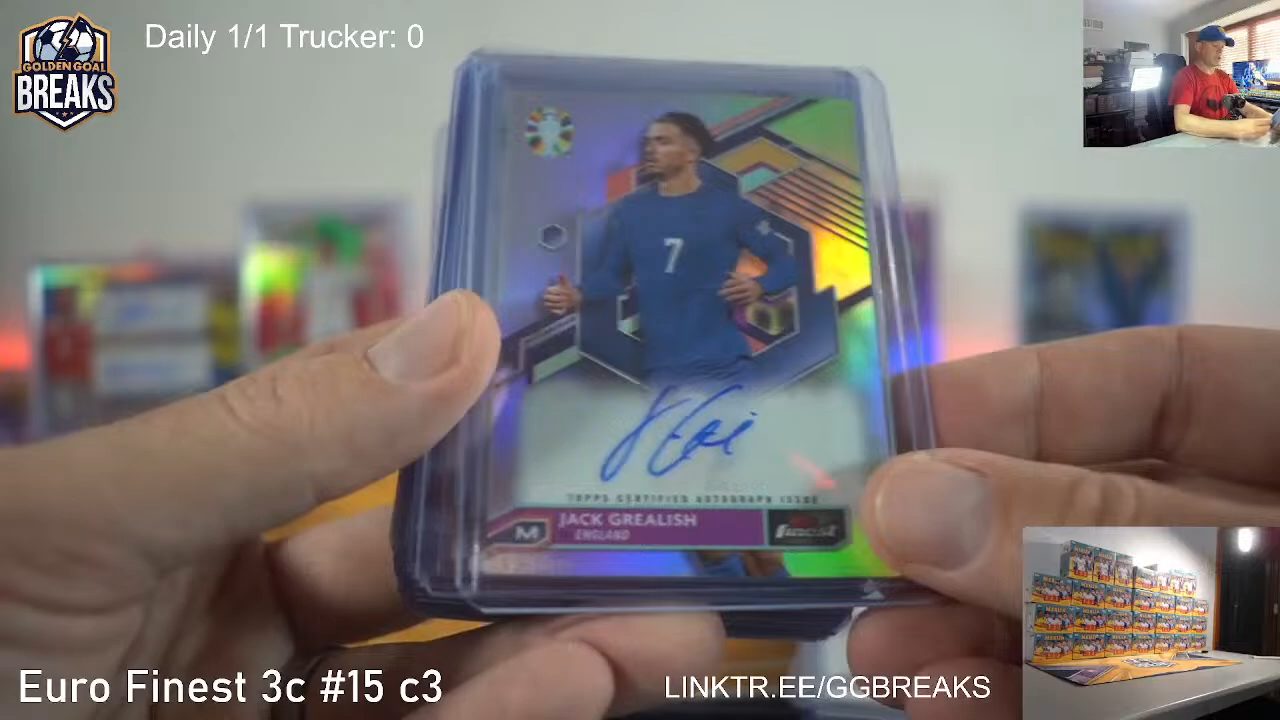 GOLDEN GOAL
BREAKS
Daily 1/1 Trucker: 0
7
TOPPS CERTIFIED AUTOGRAPH ISSUE
JACK GREALISH
M
ENGLAND
finest
Euro Finest 3c #15 c3
LINKTR.EE/GGBREAKS